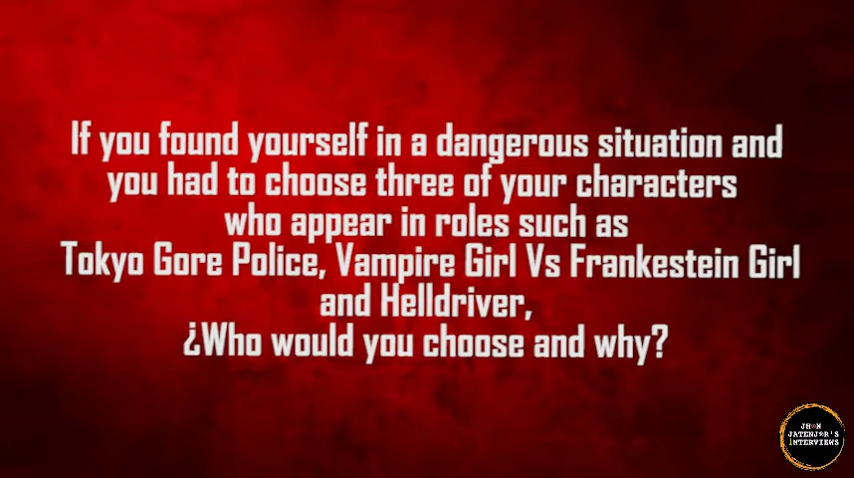 If you found yourself in a dangerous situation and
you had to choose three of your characters
who appear in roles such as
Tokyo Gore Police, Vampire Girl Vs Frankestein Girl
and Helldriver,
¿Who would you choose and why?
JHON
JATENJOR'S
INTERVIEWS